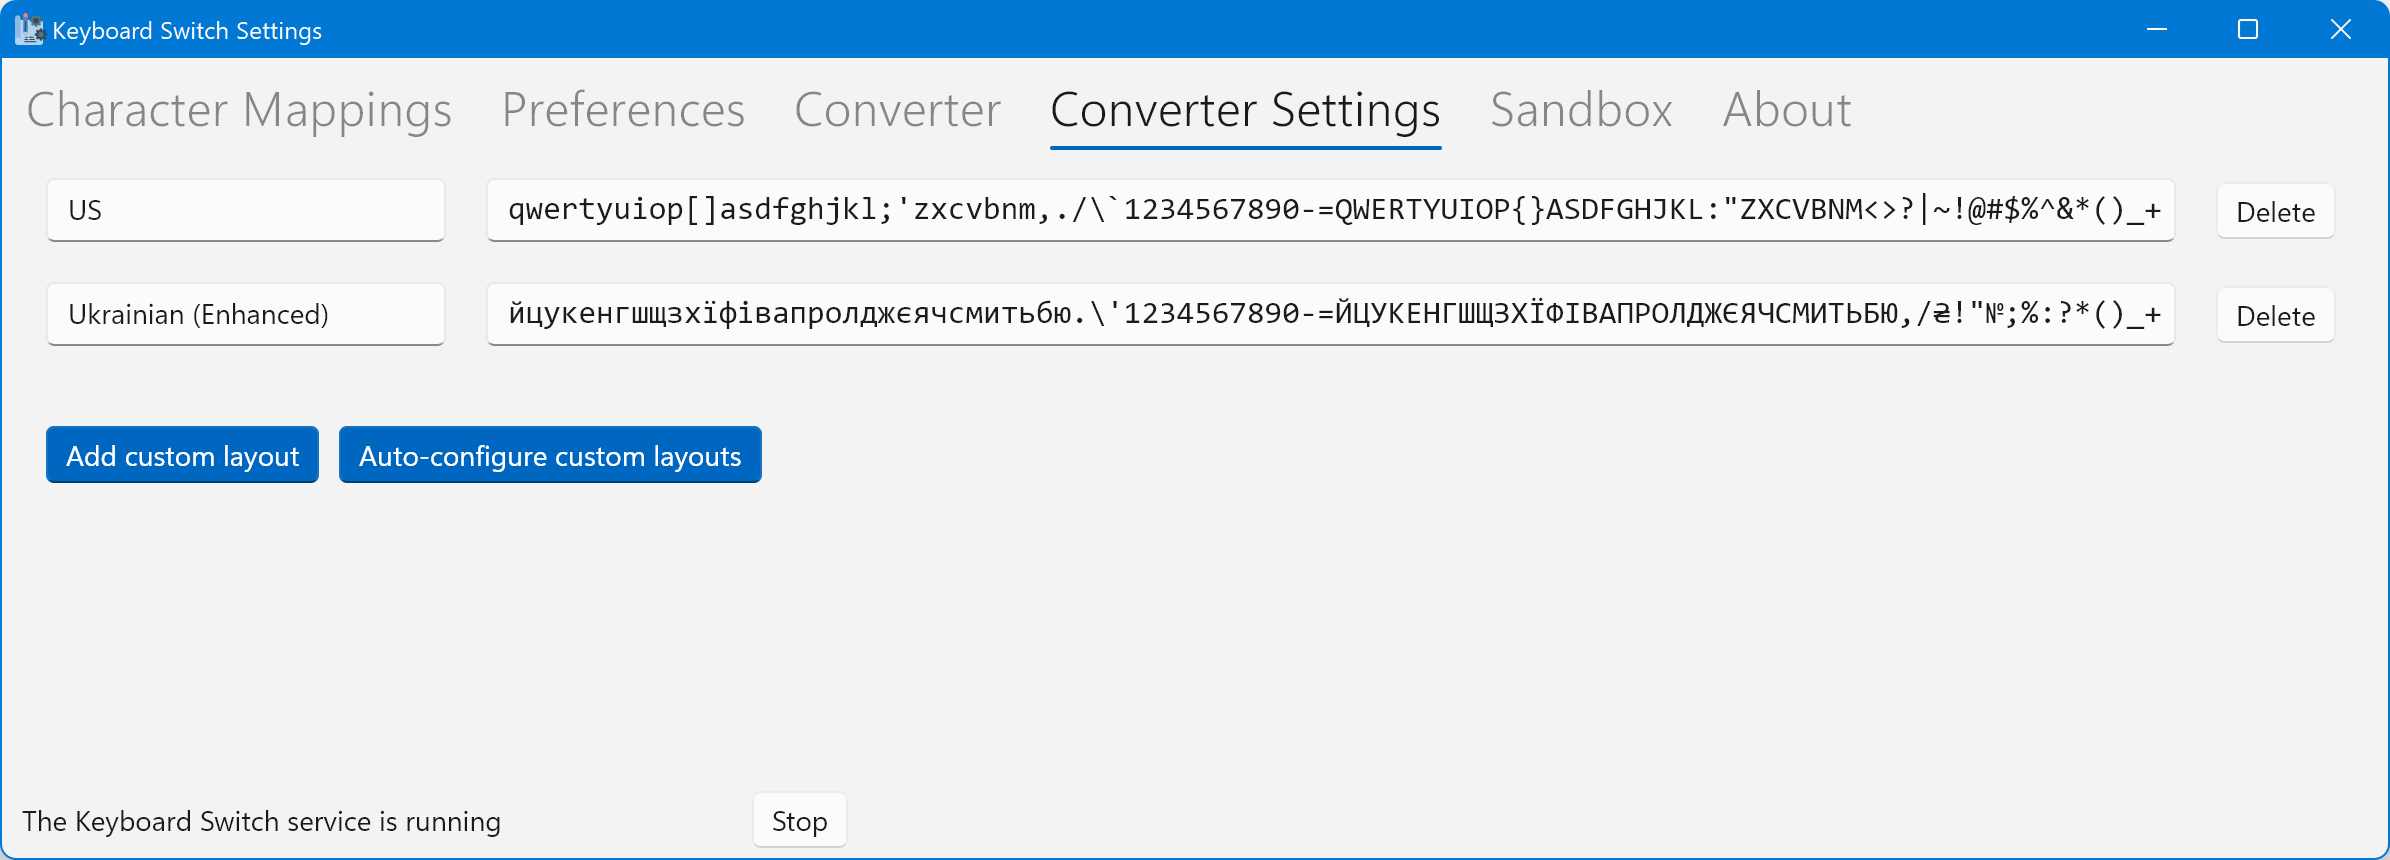 Keyboard Switch Settings
Character Mappings Preferences Converter Converter Settings Sandbox About
US qwertyuiop[]asdfghjkl;'zxcvbnm,./\`1234567890-=QWERTYUIOP{}ASDFGHJKL:"ZXCVBNM<>?|~!@#$%^&*()_+ Delete
Ukrainian (Enhanced) йцукенгшщзхїфівапролджєячсмитьбю.\'1234567890-=ЙЦУКЕНГШЩЗХЇФІВАПРОЛДЖЄЯЧСМИТЬБЮ,/₴!"№;%:?*()_+ Delete
Add custom layout Auto-configure custom layouts
The Keyboard Switch service is running Stop